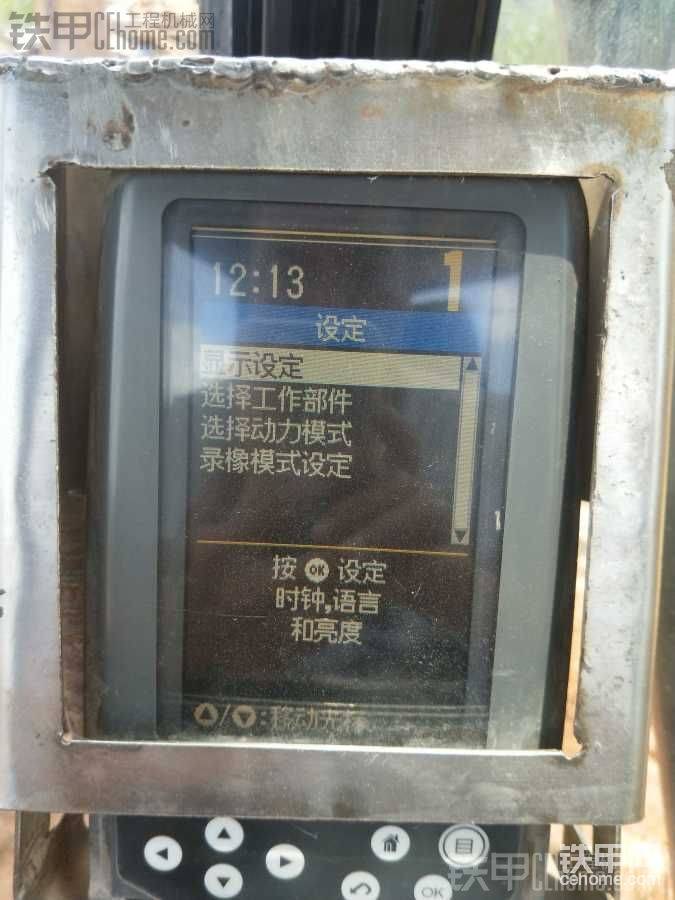 铁甲 工程机械网
CEhome.com
12:13 1
设定
显示设定
选择工作部件
选择动力模式
录像模式设定
按 OK 设定
时钟,语言
和亮度
/ :移动光标
OK
铁甲
cehome.com